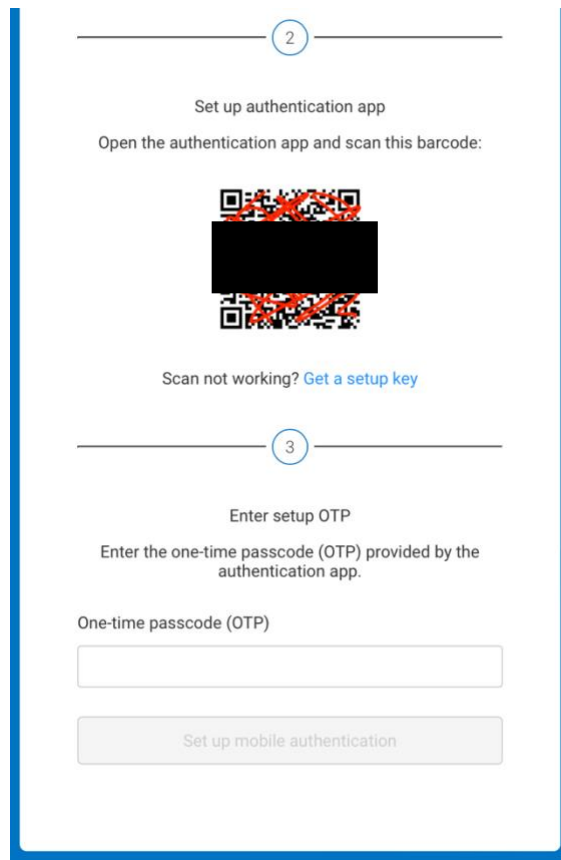 2
Set up authentication app
Open the authentication app and scan this barcode:
Scan not working? Get a setup key
3
Enter setup OTP
Enter the one-time passcode (OTP) provided by the
authentication app.
One-time passcode (OTP)
Set up mobile authentication